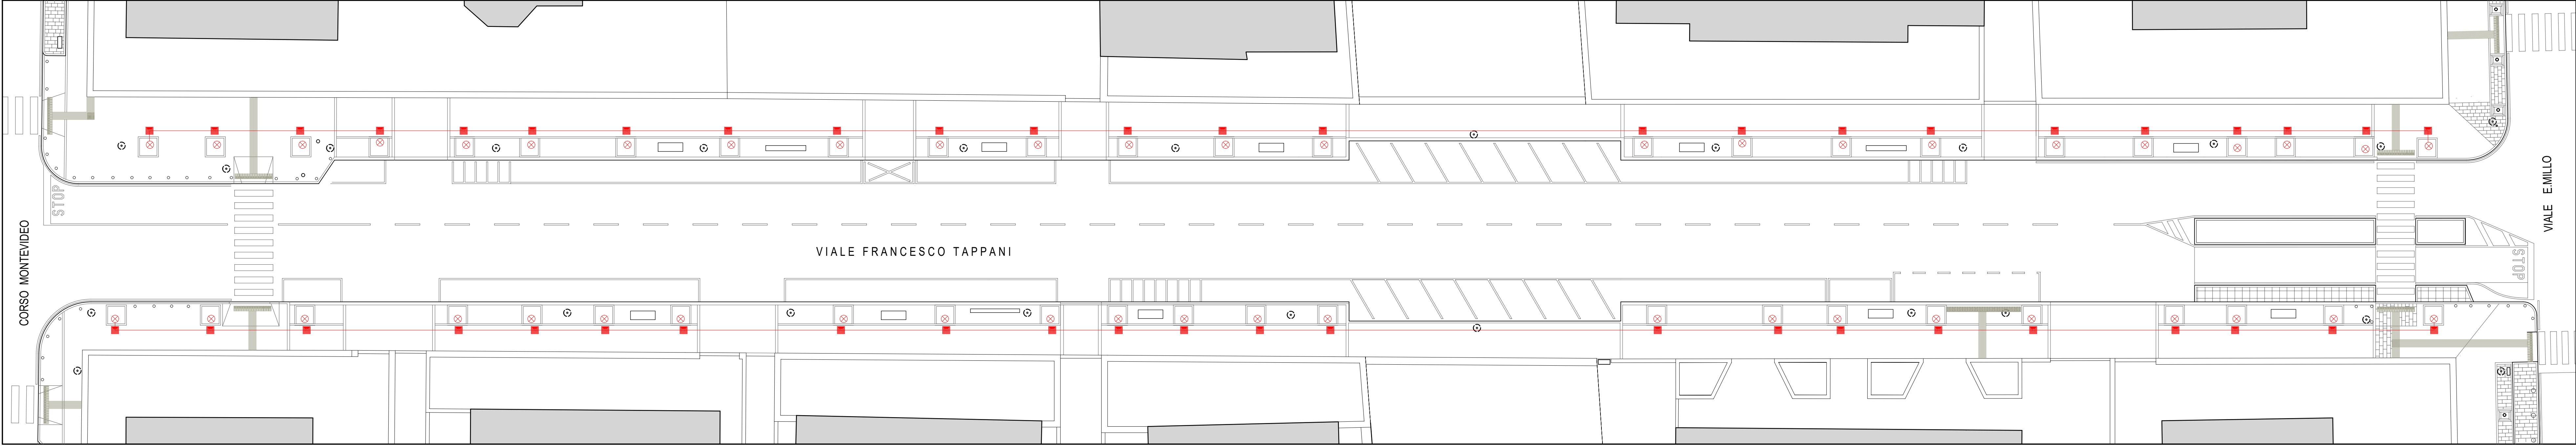 STOP
CORSO MONTEVIDEO
VIALE FRANCESCO TAPPANI
STOP
VIALE E.MILLO